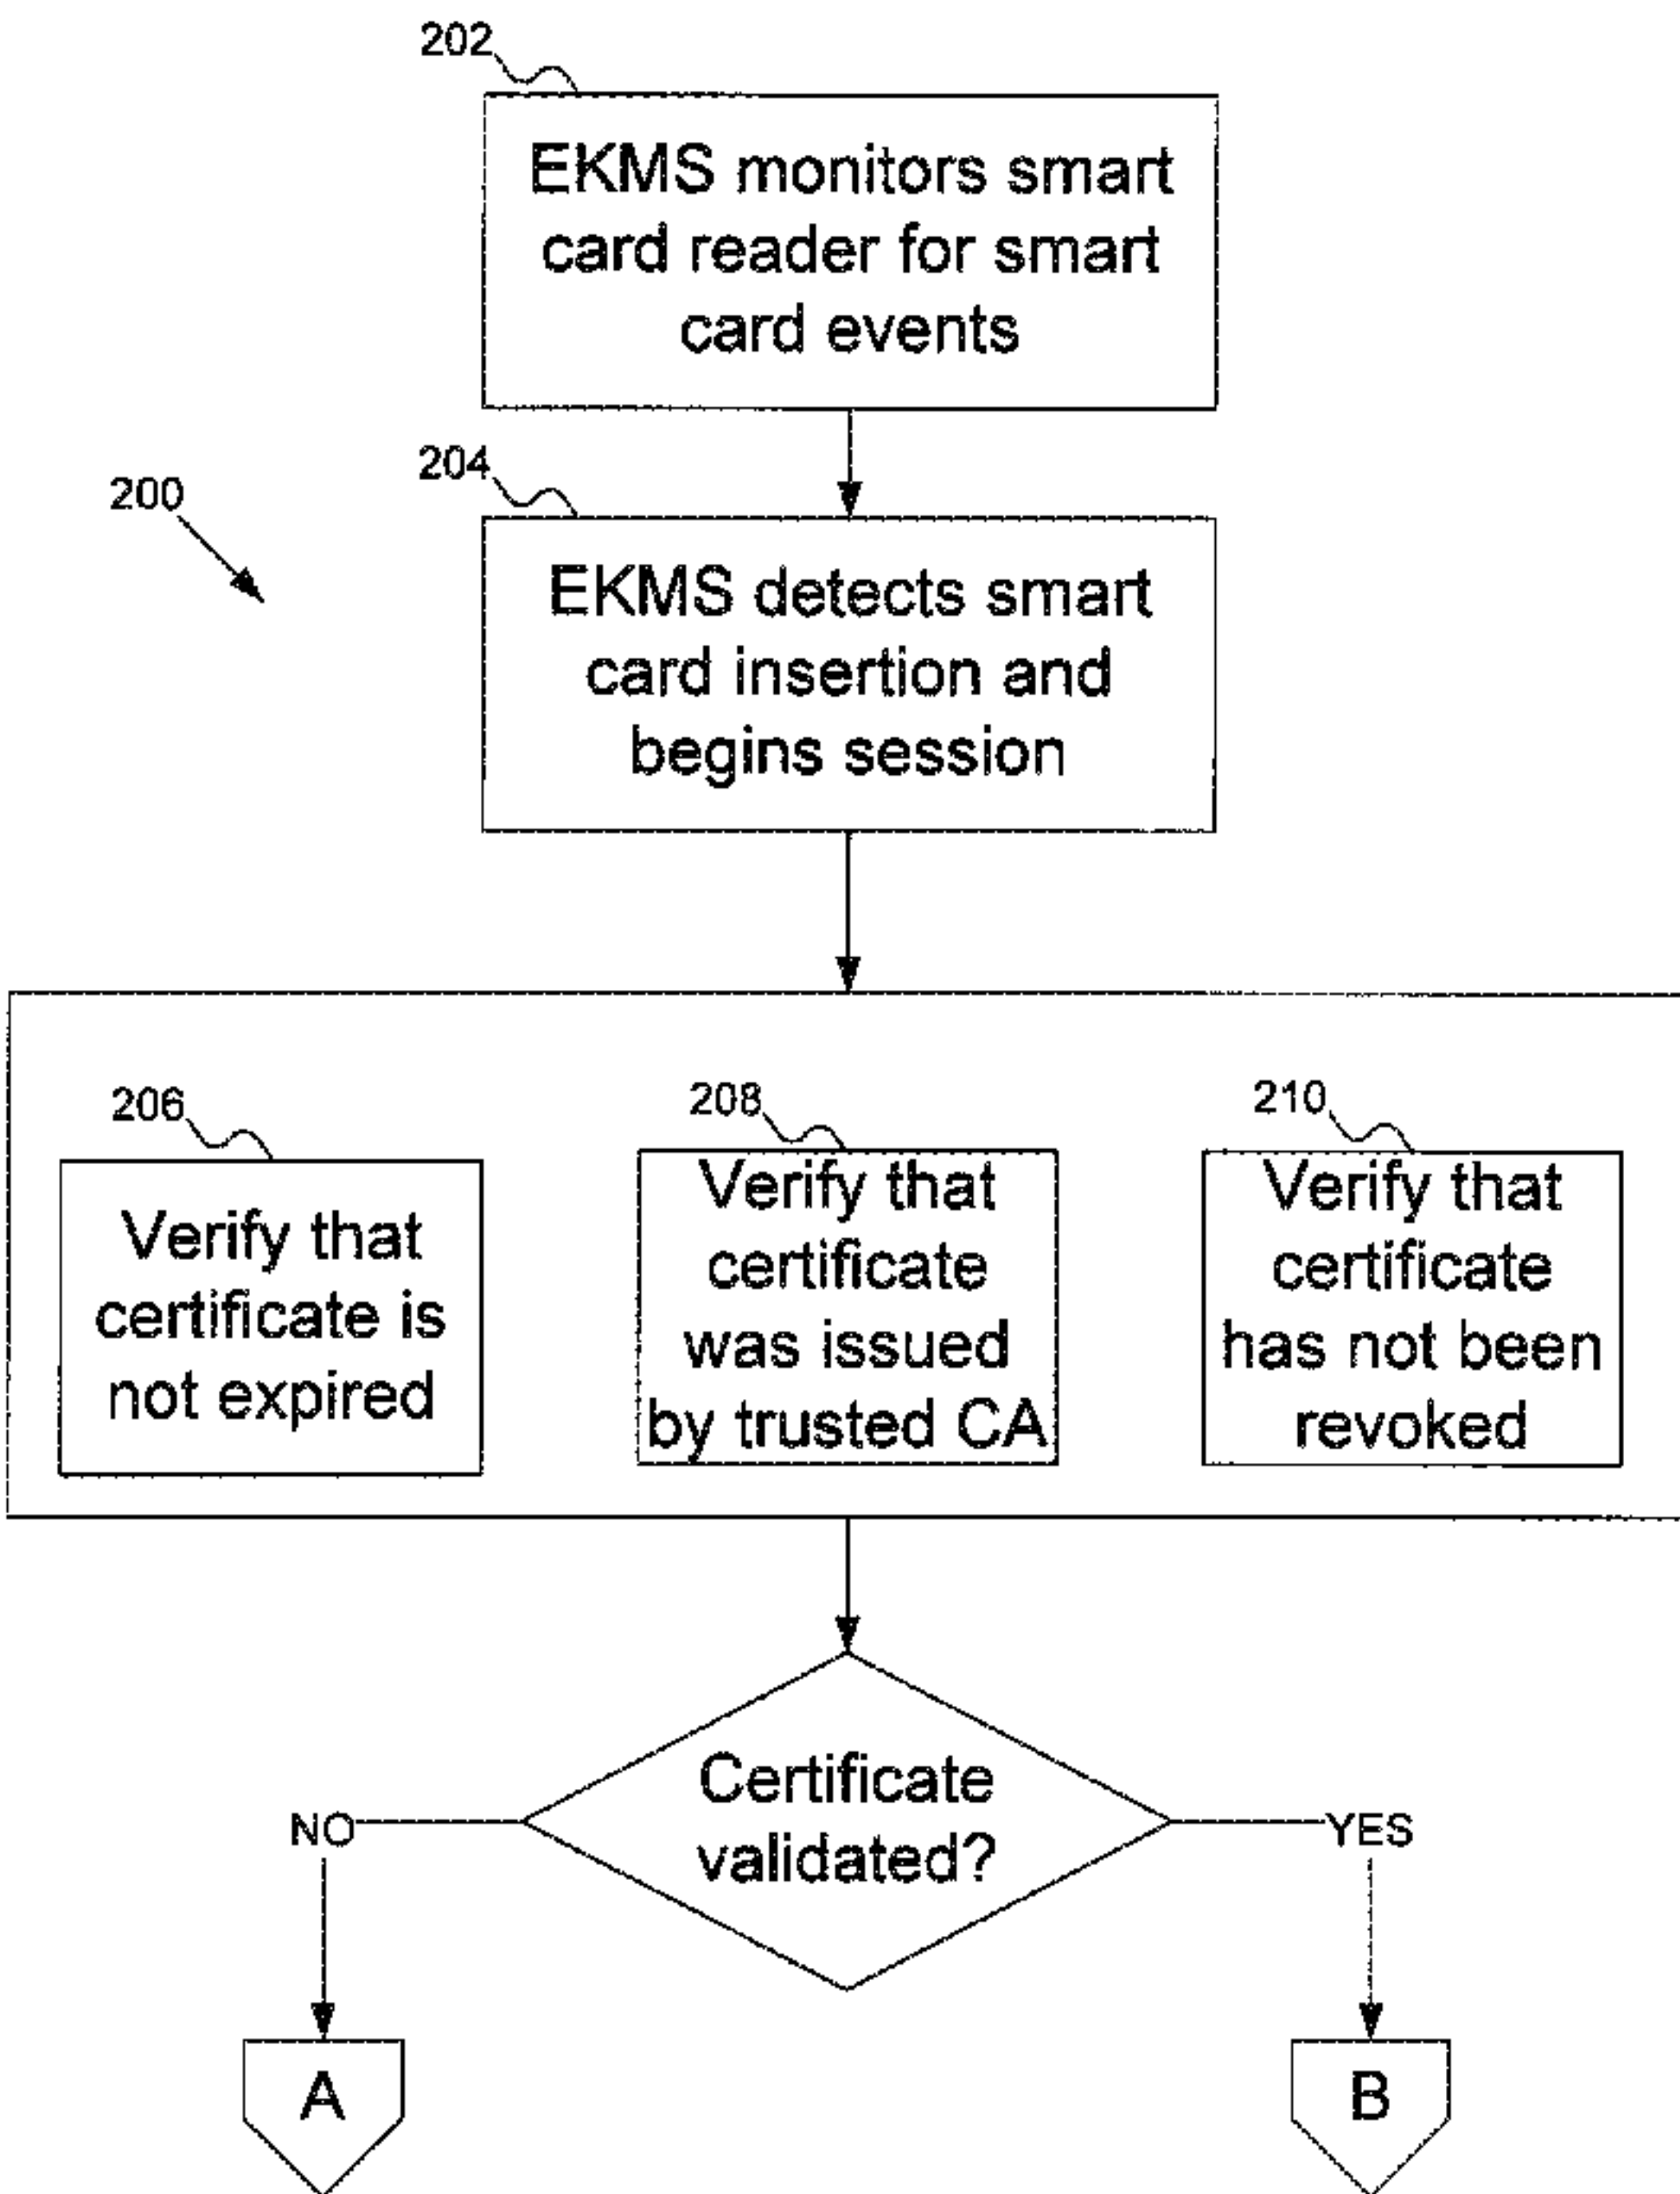 202
EKMS monitors smart
card reader for smart
card events
204
200
EKMS detects smart
card insertion and
begins session
206
Verify that
certificate is
not expired
208
Verify that
certificate
was issued
by trusted CA
210
Verify that
certificate
has not been
revoked
Certificate
validated?
NO
YES
A
B